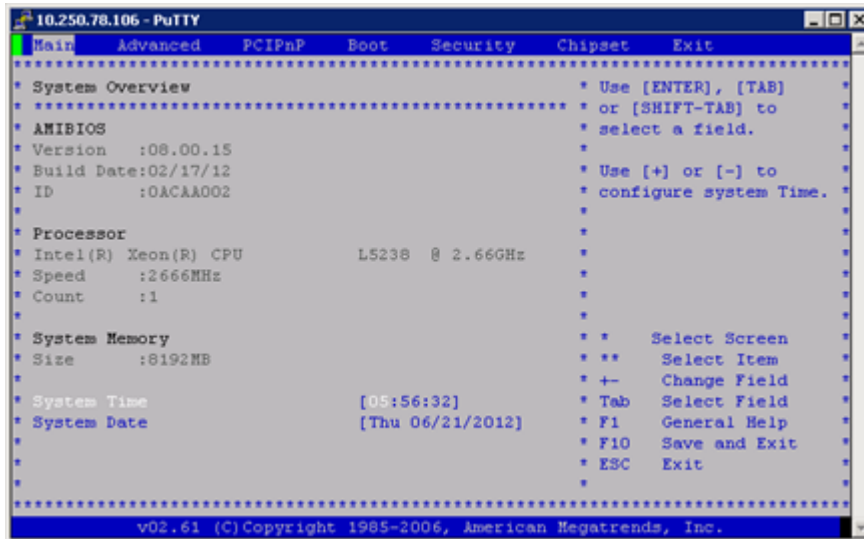 10.250.78.106 - PuTTY
Main Advanced PCIPnP Boot Security Chipset Exit
********************************************************************************
* System Overview * Use [ENTER], [TAB] *
* *************************************************** * or [SHIFT-TAB] to *
* AMIBIOS * select a field. *
* Version :08.00.15 * *
* Build Date:02/17/12 * Use [+] or [-] to *
* ID :0ACAA002 * configure system Time. *
* * *
* Processor * *
* Intel(R) Xeon(R) CPU L5238 @ 2.66GHz * *
* Speed :2666MHz * *
* Count :1 * *
* * *
* System Memory * * Select Screen *
* Size :8192MB * ** Select Item *
* * +- Change Field *
* System Time [05:56:32] * Tab Select Field *
* System Date [Thu 06/21/2012] * F1 General Help *
* * F10 Save and Exit *
* * ESC Exit *
* * *
********************************************************************************
v02.61 (C)Copyright 1985-2006, American Megatrends, Inc.